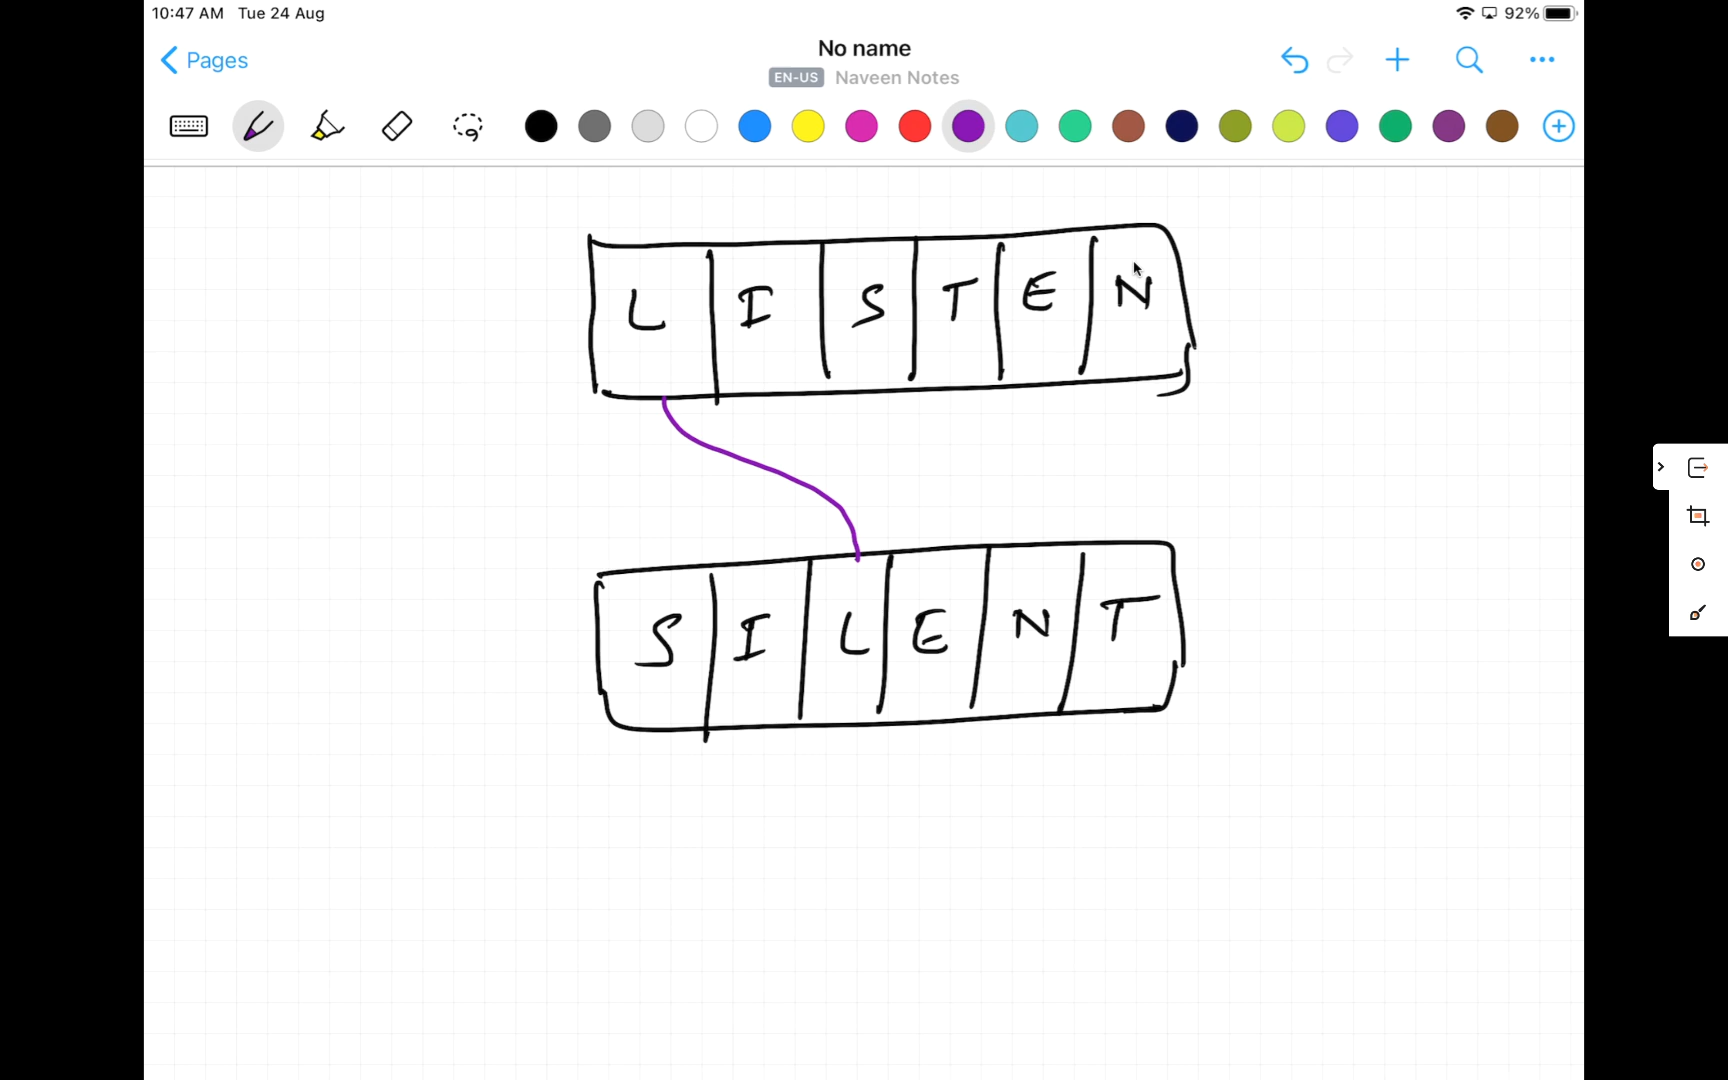 10:47 AM Tue 24 Aug
92%
Pages
No name
EN-US Naveen Notes
L I S T E N
S I L E N T